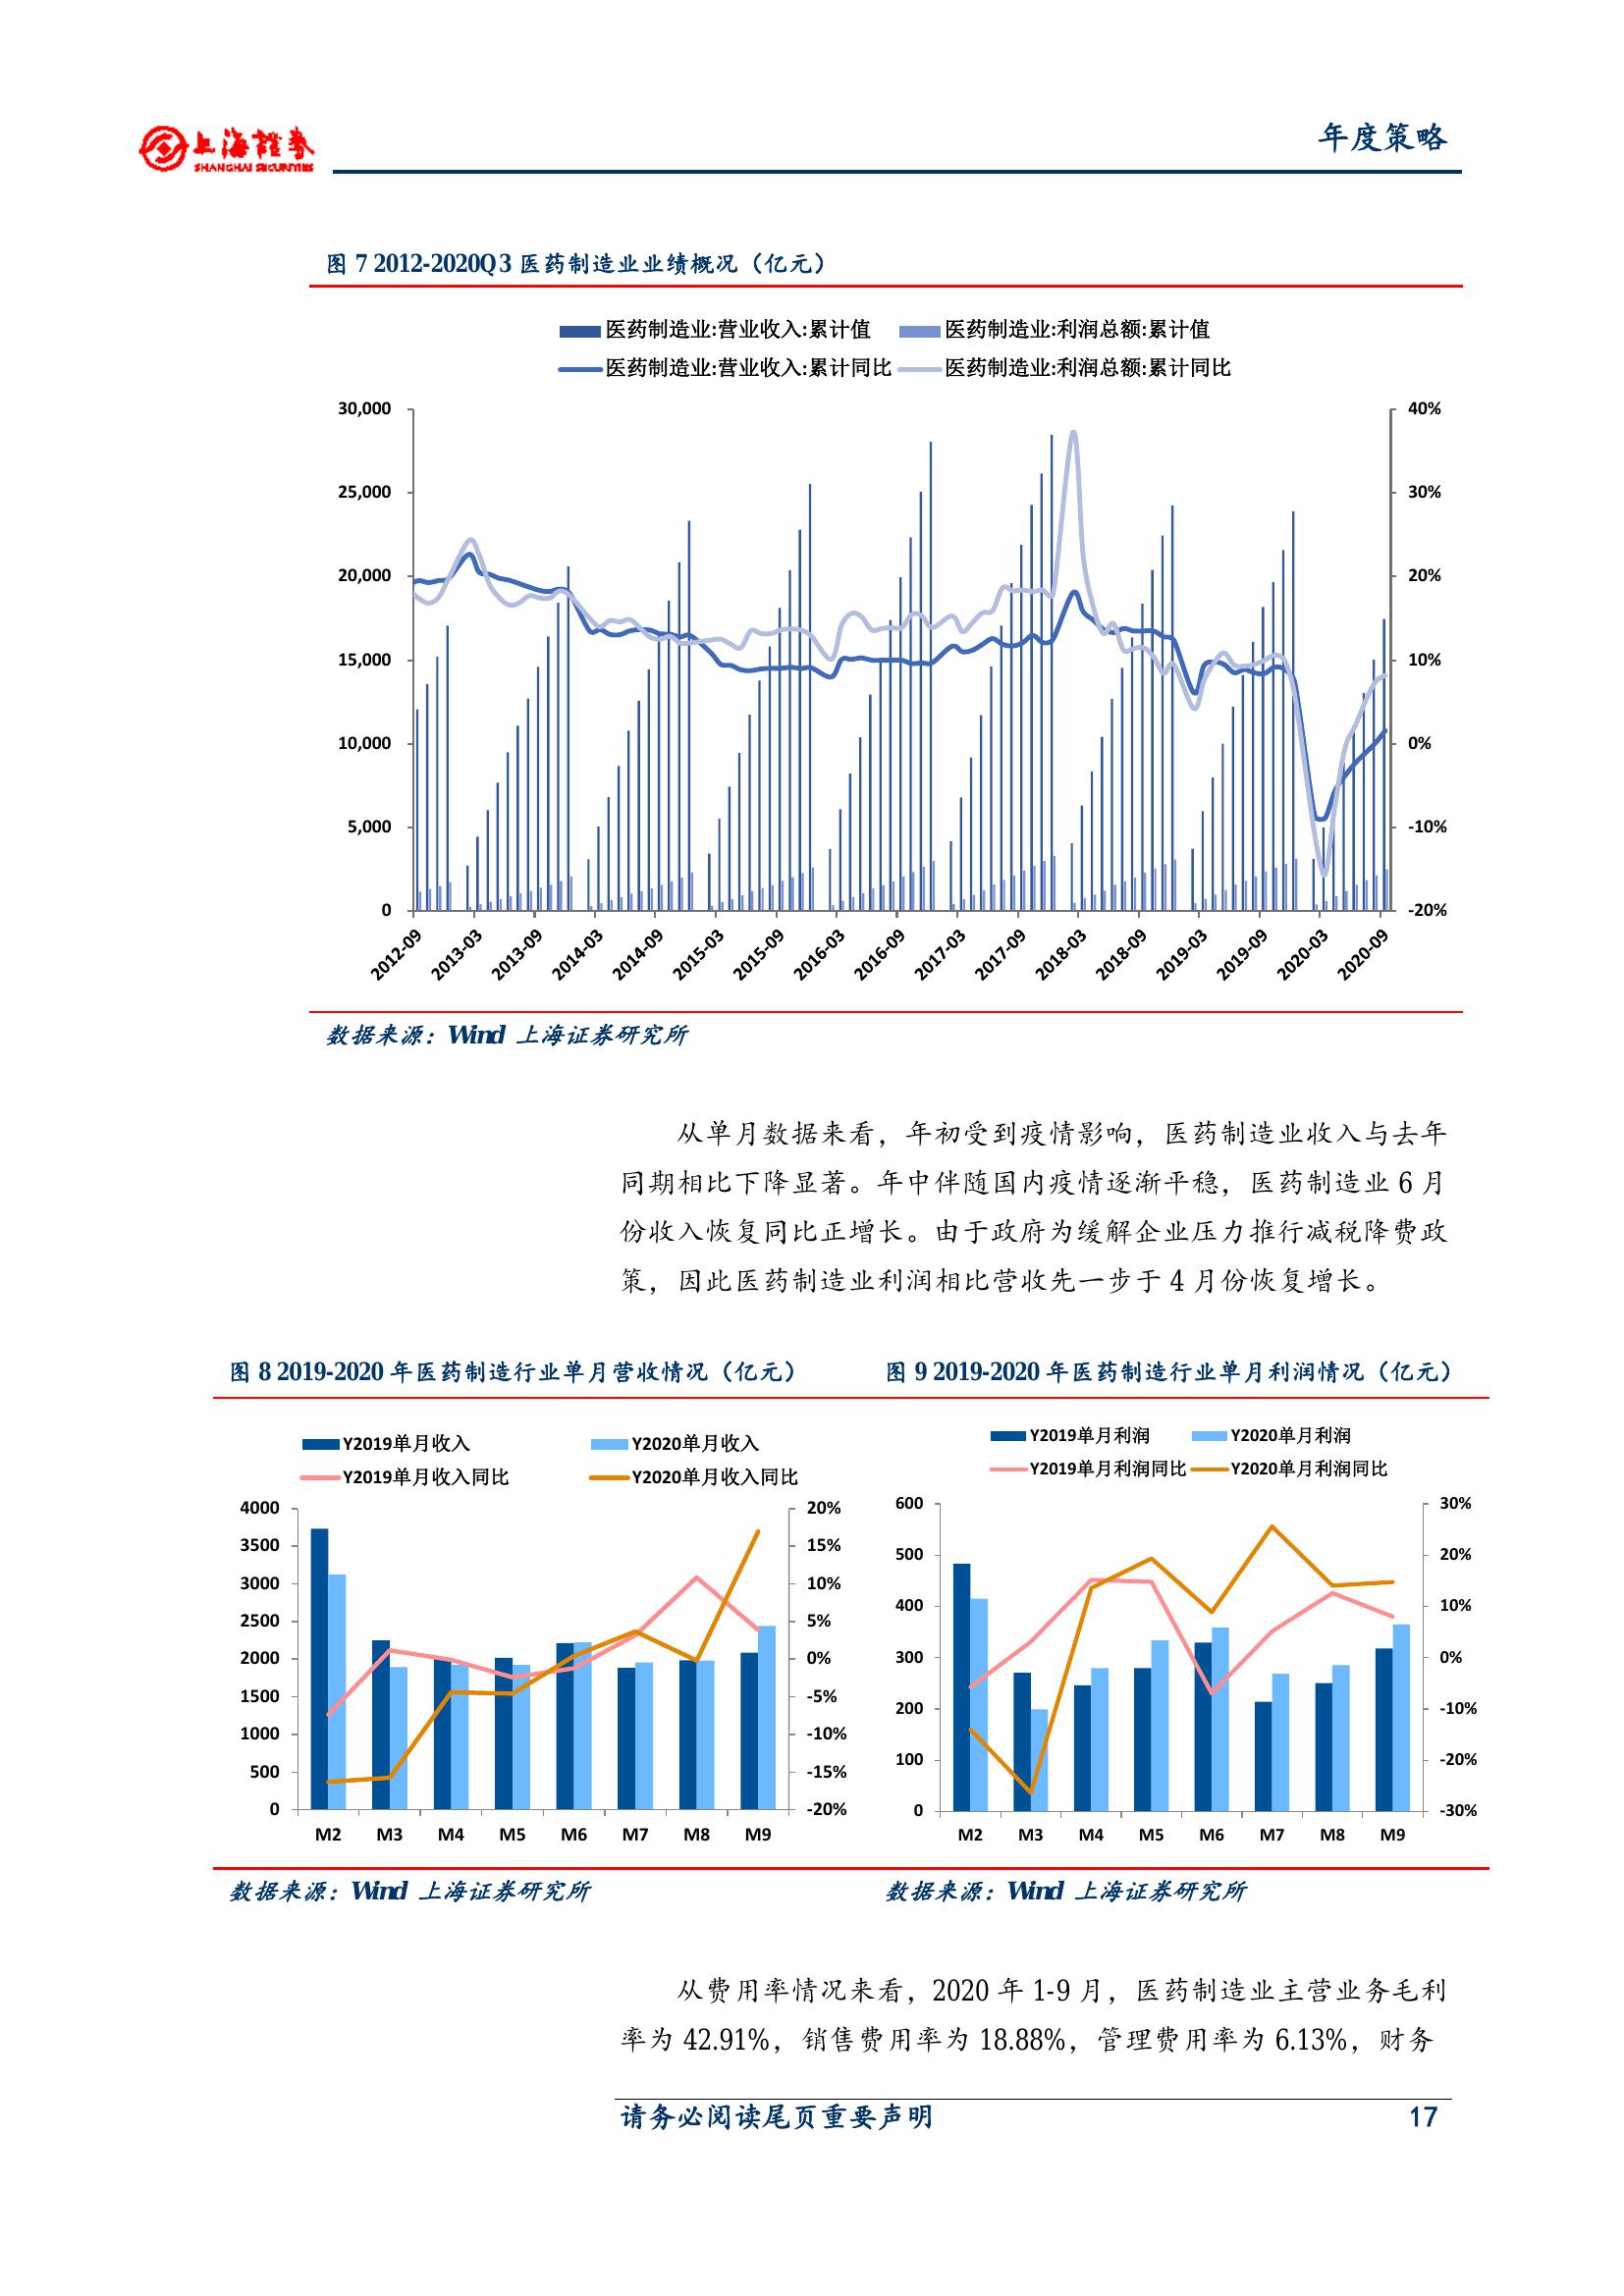 上海證券
SHANGHAI SECURITIES
年度策略
图 7 2012-2020Q3 医药制造业业绩概况（亿元）
医药制造业:营业收入:累计值
医药制造业:利润总额:累计值
医药制造业:营业收入:累计同比
医药制造业:利润总额:累计同比
30,000
25,000
20,000
15,000
10,000
5,000
0
40%
30%
20%
10%
0%
-10%
-20%
2012-09
2013-03
2013-09
2014-03
2014-09
2015-03
2015-09
2016-03
2016-09
2017-03
2017-09
2018-03
2018-09
2019-03
2019-09
2020-03
2020-09
数据来源：Wind 上海证券研究所
从单月数据来看，年初受到疫情影响，医药制造业收入与去年
同期相比下降显著。年中伴随国内疫情逐渐平稳，医药制造业 6 月
份收入恢复同比正增长。由于政府为缓解企业压力推行减税降费政
策，因此医药制造业利润相比营收先一步于 4 月份恢复增长。
图 8 2019-2020 年医药制造行业单月营收情况（亿元）
Y2019单月收入
Y2020单月收入
Y2019单月收入同比
Y2020单月收入同比
4000
3500
3000
2500
2000
1500
1000
500
0
20%
15%
10%
5%
0%
-5%
-10%
-15%
-20%
M2 M3 M4 M5 M6 M7 M8 M9
数据来源：Wind 上海证券研究所
图 9 2019-2020 年医药制造行业单月利润情况（亿元）
Y2019单月利润
Y2020单月利润
Y2019单月利润同比
Y2020单月利润同比
600
500
400
300
200
100
0
30%
20%
10%
0%
-10%
-20%
-30%
M2 M3 M4 M5 M6 M7 M8 M9
数据来源：Wind 上海证券研究所
从费用率情况来看，2020 年 1-9 月，医药制造业主营业务毛利
率为 42.91%，销售费用率为 18.88%，管理费用率为 6.13%，财务
请务必阅读尾页重要声明
17